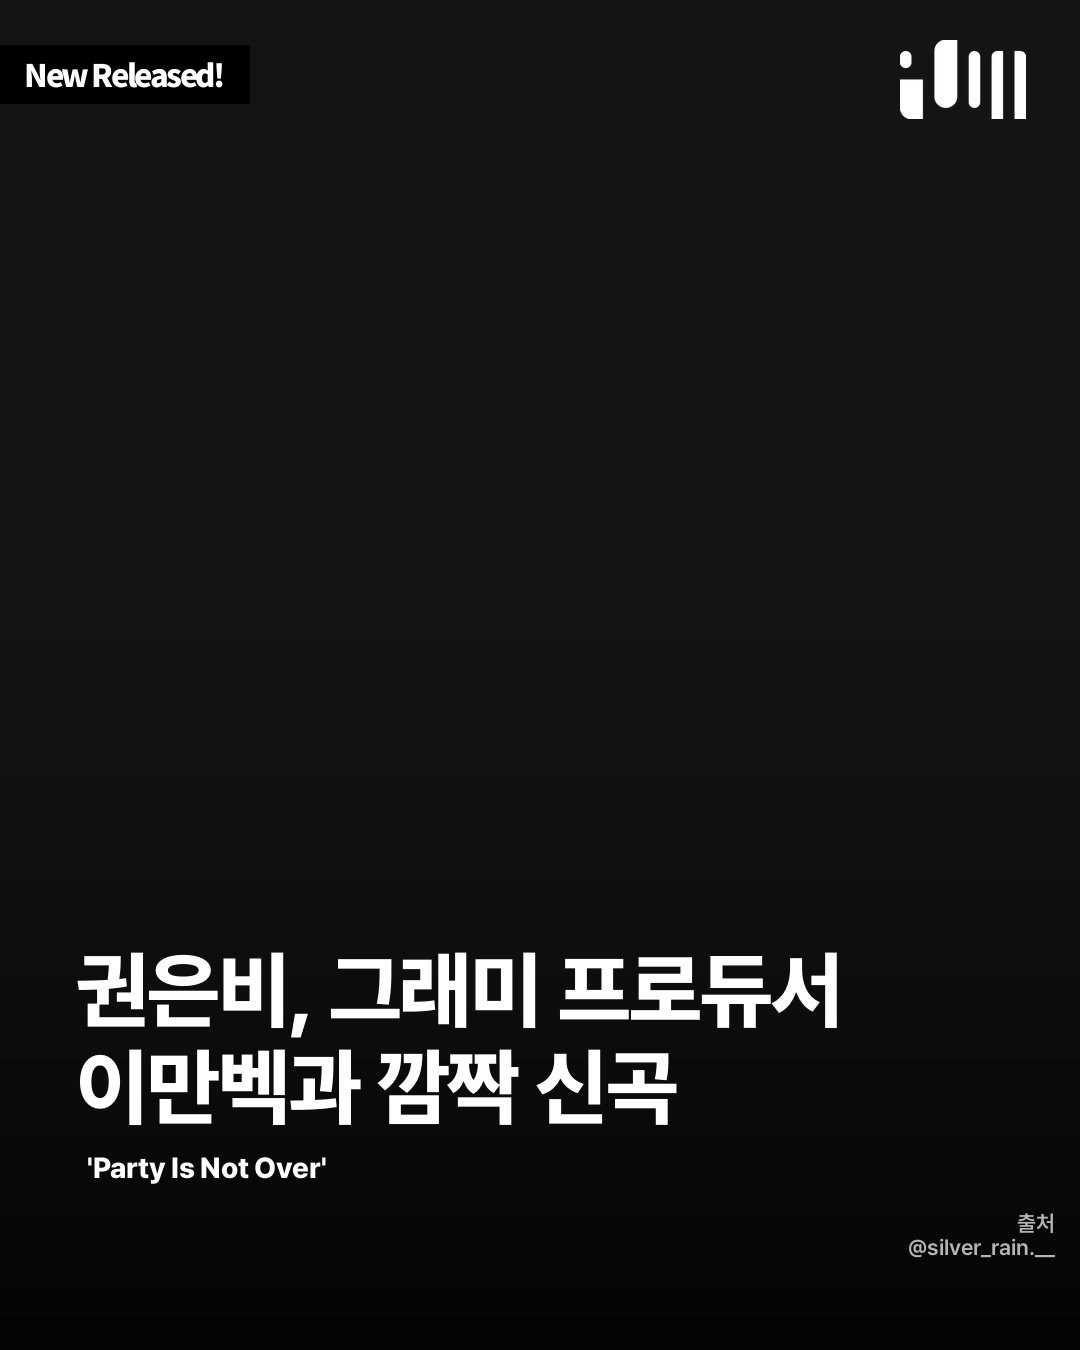 New Released!
권은비, 그래미 프로듀서
이만벡과 깜짝 신곡
'Party Is Not Over'
출처
@silver_rain.__